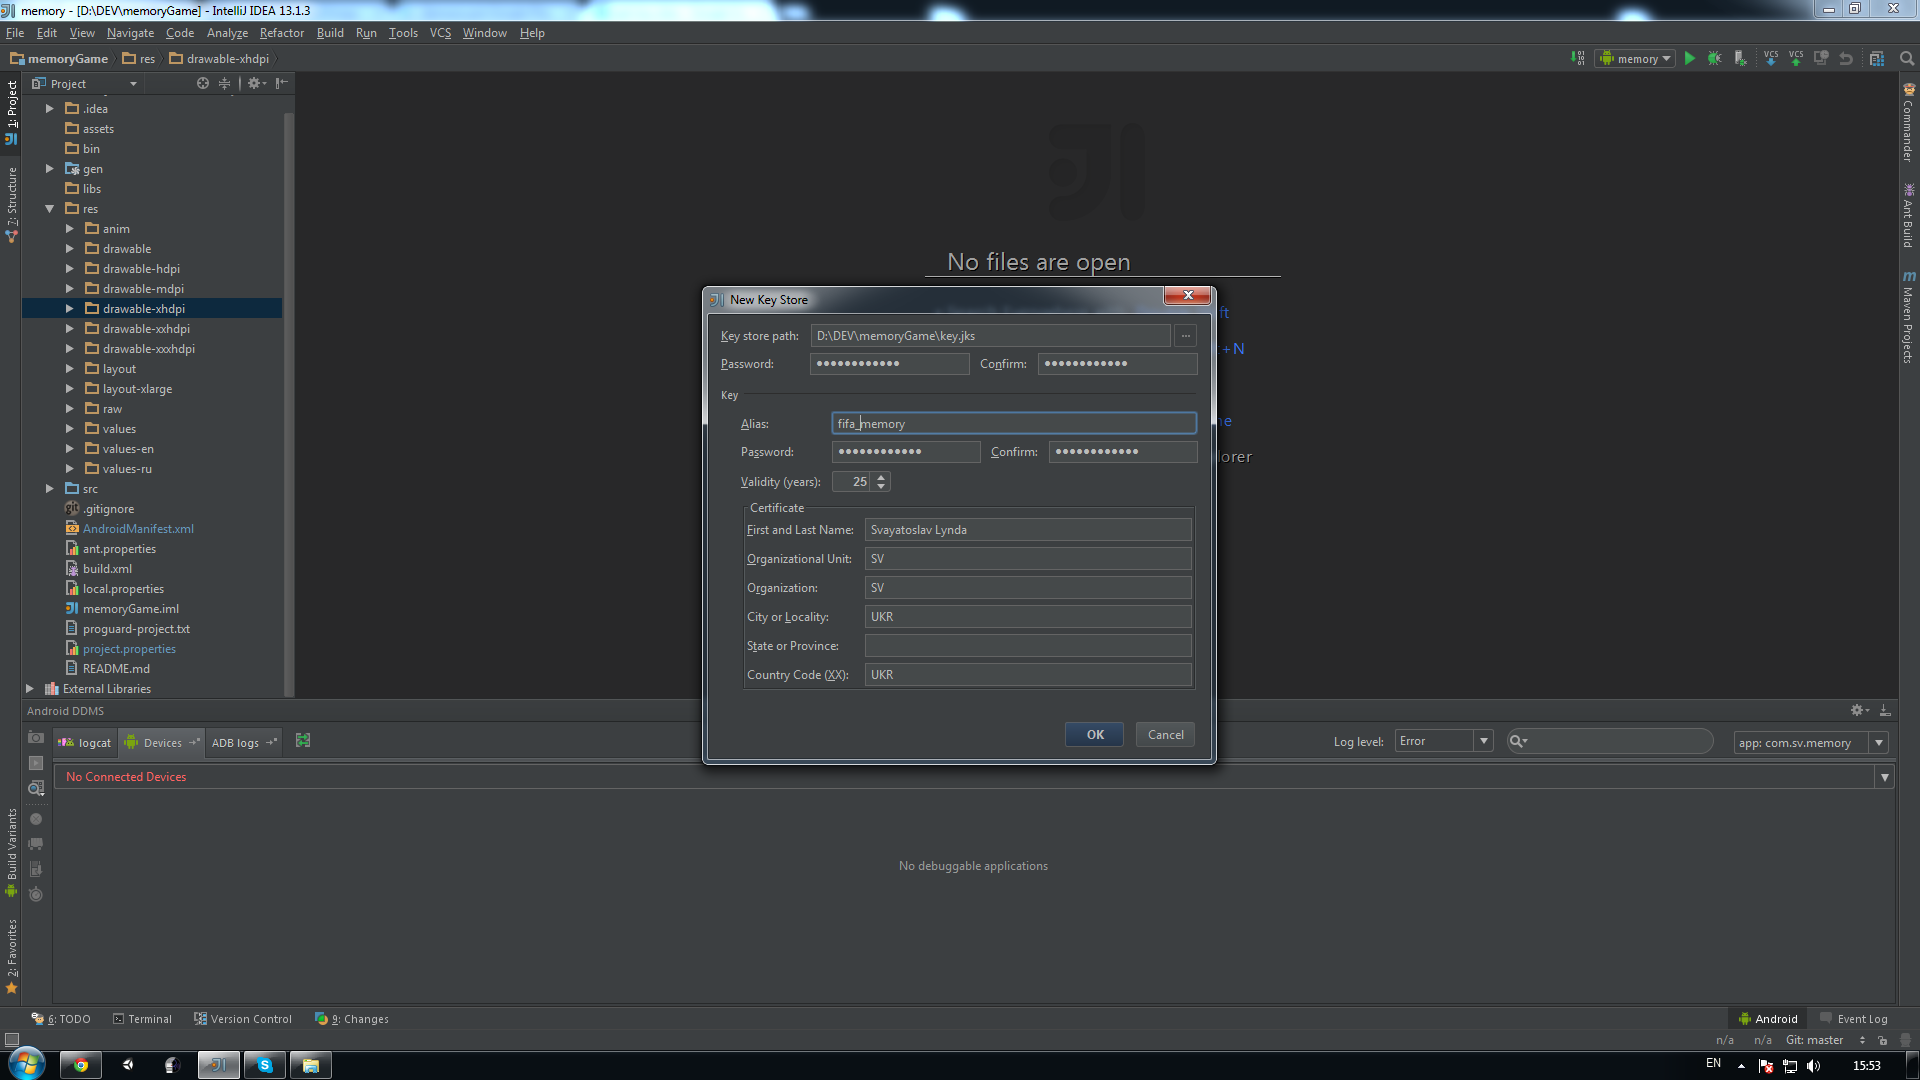 memory - [D:\DEV\memoryGame] - IntelliJ IDEA 13.1.3
File Edit View Navigate Code Analyze Refactor Build Run Tools VCS Window Help
memoryGame res drawable-xhdpi
memory
VCS VCS
Project
1: Project
7: Structure
.idea
assets
bin
gen
libs
res
anim
drawable
drawable-hdpi
drawable-mdpi
drawable-xhdpi
drawable-xxhdpi
drawable-xxxhdpi
layout
layout-xlarge
raw
values
values-en
values-ru
src
.gitignore
AndroidManifest.xml
ant.properties
build.xml
local.properties
memoryGame.iml
proguard-project.txt
project.properties
README.md
External Libraries
No files are open
ft
+N
ne
lorer
New Key Store
Key store path: D:\DEV\memoryGame\key.jks ...
Password: •••••••••••• Confirm: ••••••••••••
Key
Alias: fifa_memory
Password: •••••••••••• Confirm: ••••••••••••
Validity (years): 25
Certificate
First and Last Name: Svayatoslav Lynda
Organizational Unit: SV
Organization: SV
City or Locality: UKR
State or Province:
Country Code (XX): UKR
OK Cancel
Commander
Ant Build
Maven Projects
Android DDMS
logcat Devices ADB logs
Log level: Error
app: com.sv.memory
No Connected Devices
No debuggable applications
Build Variants
2: Favorites
6: TODO Terminal Version Control 9: Changes
Android Event Log
n/a n/a Git: master
EN 15:53